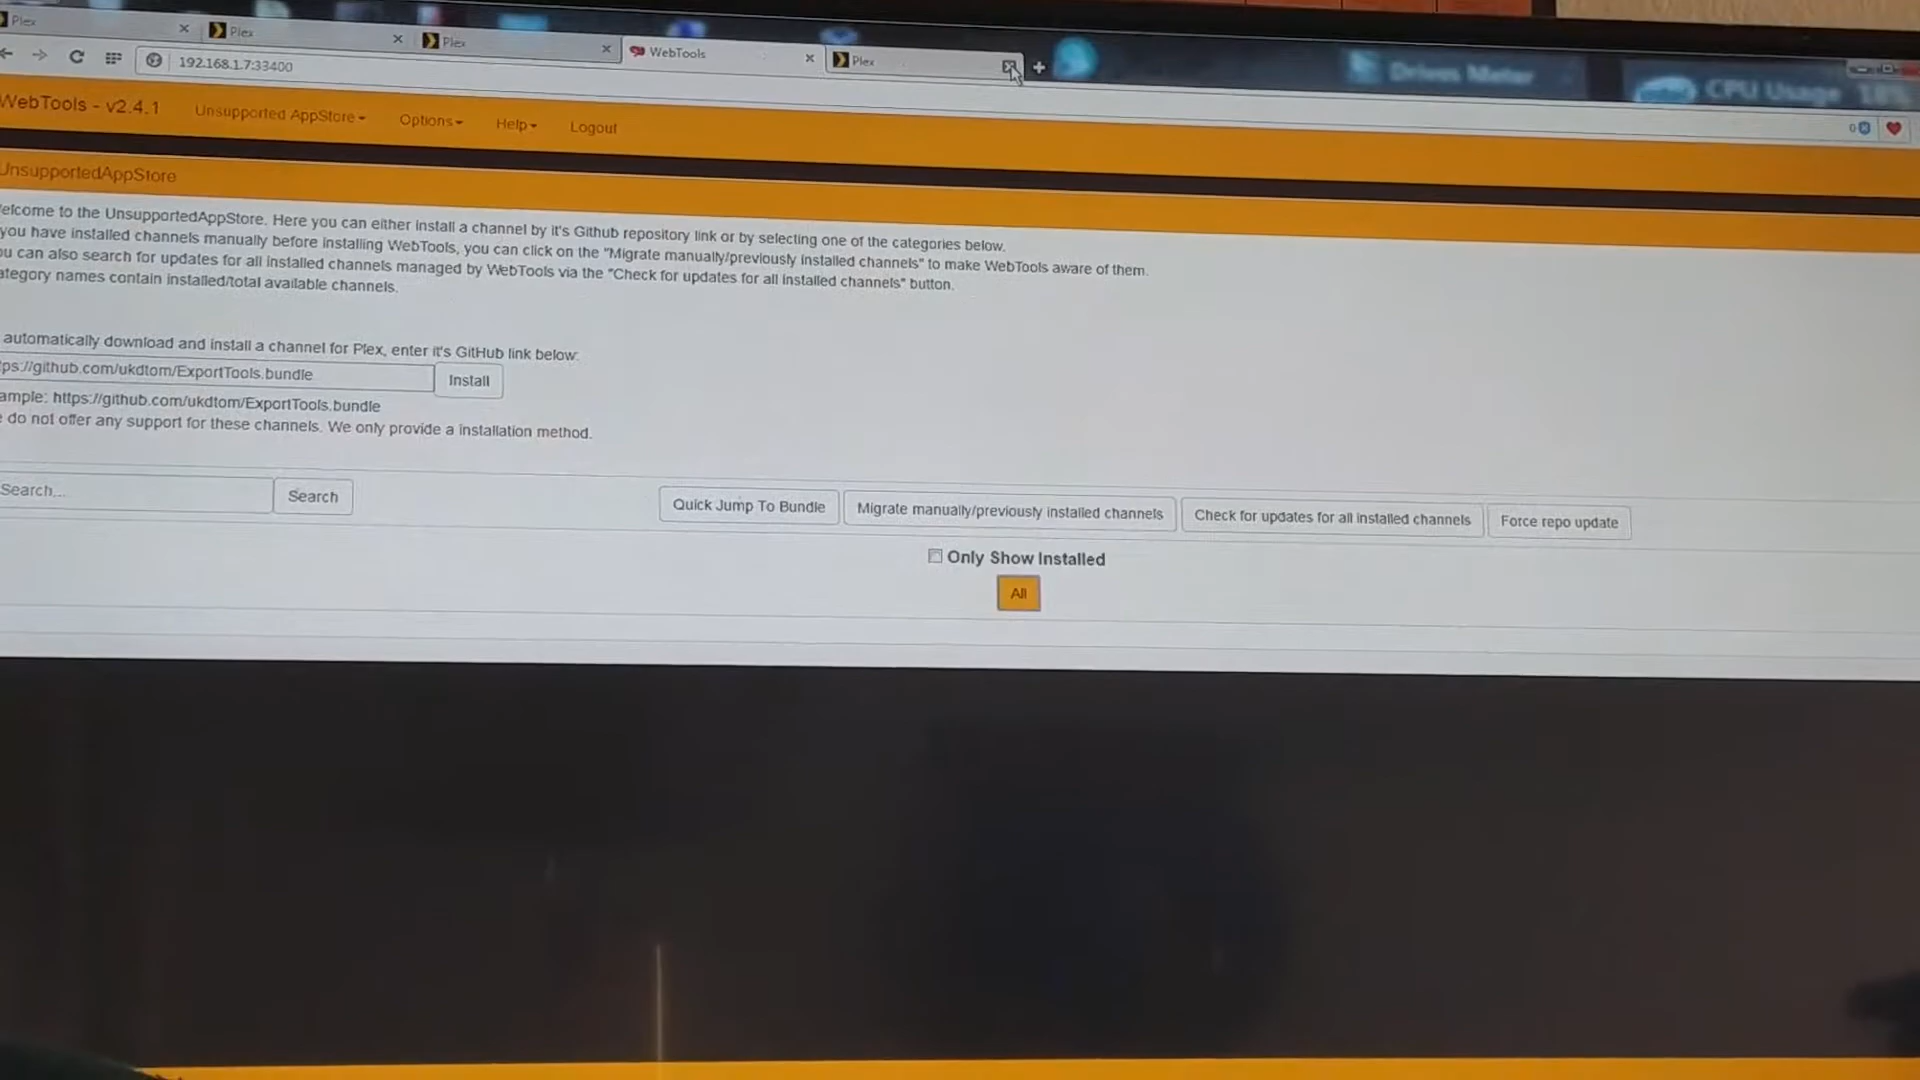 Plex
Plex
Plex
WebTools
Plex
Drives Meter
CPU Usage 18%
192.168.1.7:33400
WebTools - v2.4.1
Unsupported AppStore
Options
Help
Logout
UnsupportedAppStore
elcome to the UnsupportedAppStore. Here you can either install a channel by it's Github repository link or by selecting one of the categories below.
you have installed channels manually before installing WebTools, you can click on the "Migrate manually/previously installed channels" to make WebTools aware of them.
ou can also search for updates for all installed channels managed by WebTools via the "Check for updates for all installed channels" button.
ategory names contain installed/total available channels.
automatically download and install a channel for Plex, enter it's GitHub link below:
ps://github.com/ukdtom/ExportTools.bundle
Install
ample: https://github.com/ukdtom/ExportTools.bundle
e do not offer any support for these channels. We only provide a installation method.
Search...
Search
Quick Jump To Bundle
Migrate manually/previously installed channels
Check for updates for all installed channels
Force repo update
Only Show Installed
All